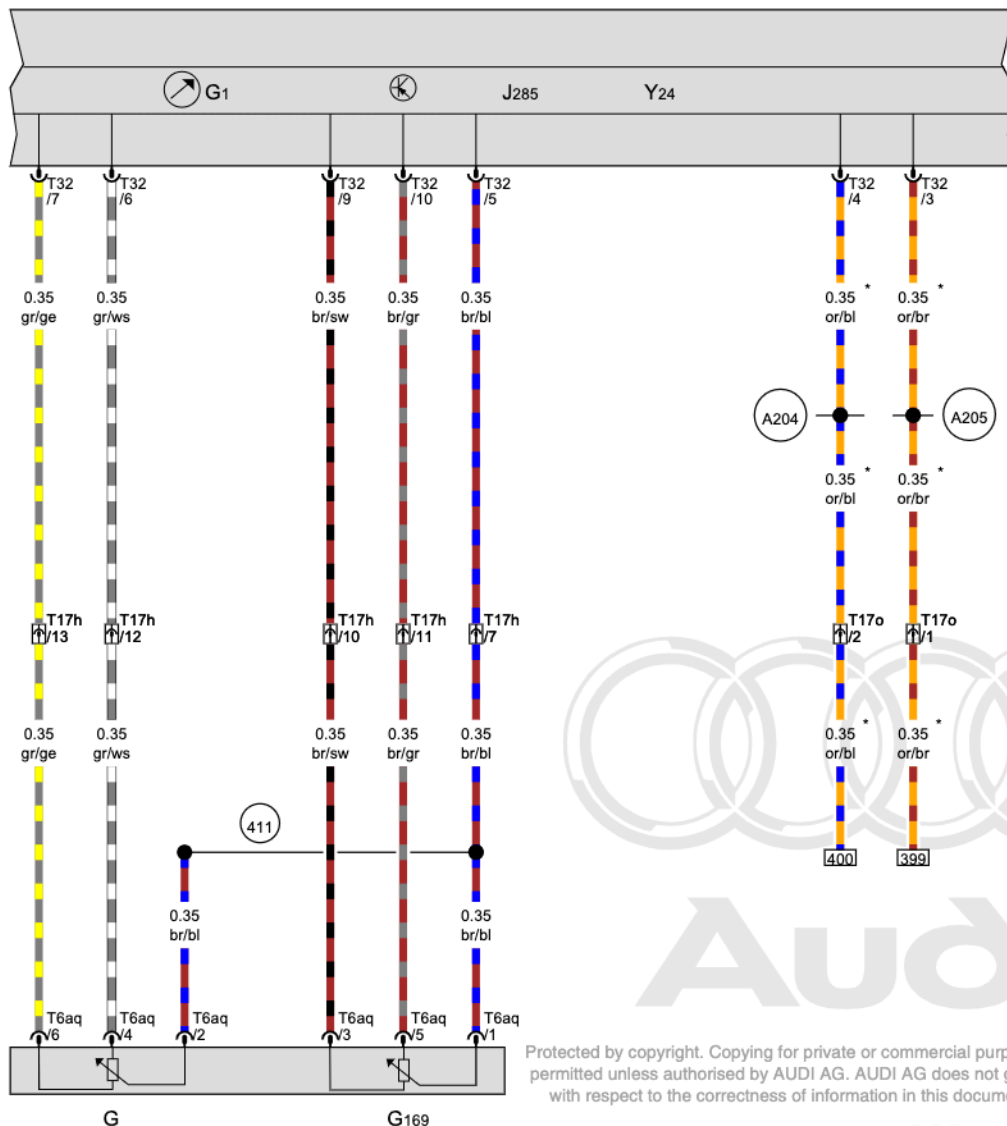 G1 J285 Y24
T32 T32 T32 T32 T32 T32 T32
/7 /6 /9 /10 /5 /4 /3
0.35 0.35 0.35 0.35 0.35 0.35 * 0.35 *
gr/ge gr/ws br/sw br/gr br/bl or/bl or/br
A204 A205
0.35 * 0.35 *
or/bl or/br
T17h T17h T17h T17h T17h T17o T17o
/13 /12 /10 /11 /7 /2 /1
0.35 0.35 0.35 0.35 0.35 0.35 * 0.35 *
gr/ge gr/ws br/sw br/gr br/bl or/bl or/br
411
400 399
0.35 0.35
br/bl br/bl
Aud
T6aq T6aq T6aq T6aq T6aq T6aq
/6 /4 /2 /3 /5 /1
Protected by copyright. Copying for private or commercial purp
permitted unless authorised by AUDI AG. AUDI AG does not g
with respect to the correctness of information in this docume
G G169